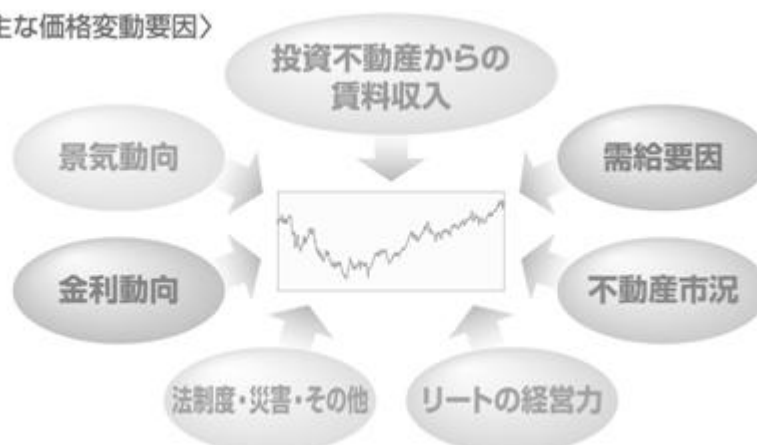 主な価格変動要因〉
投資不動産からの
賃料収入
景気動向
需給要因
金利動向
不動産市況
法制度・災害・その他
リートの経営力